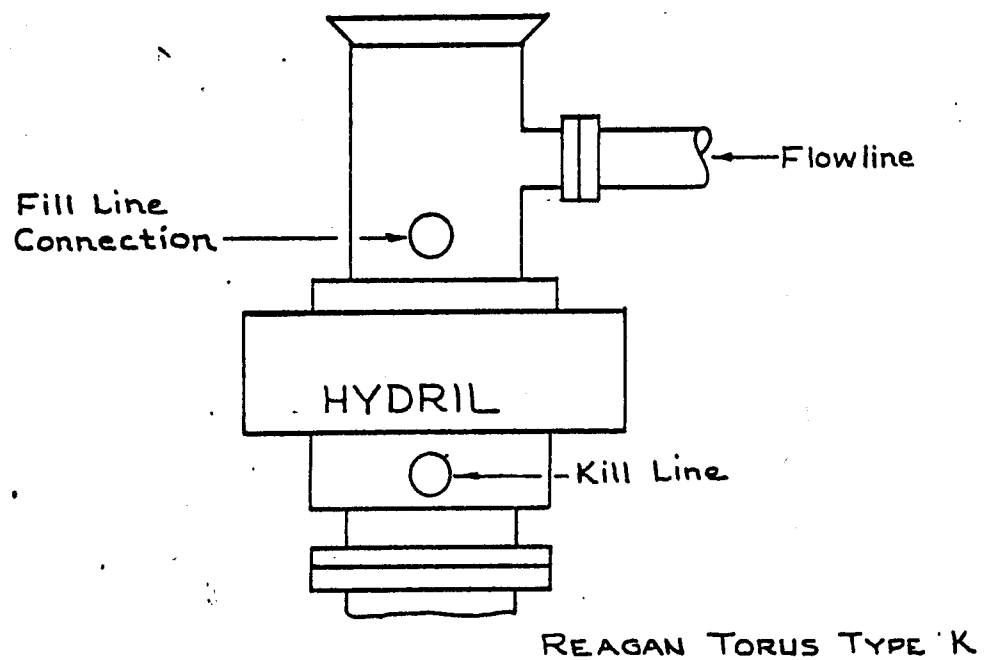 Flowline
Fill Line
Connection
HYDRIL
Kill Line
REAGAN TORUS TYPE 'K